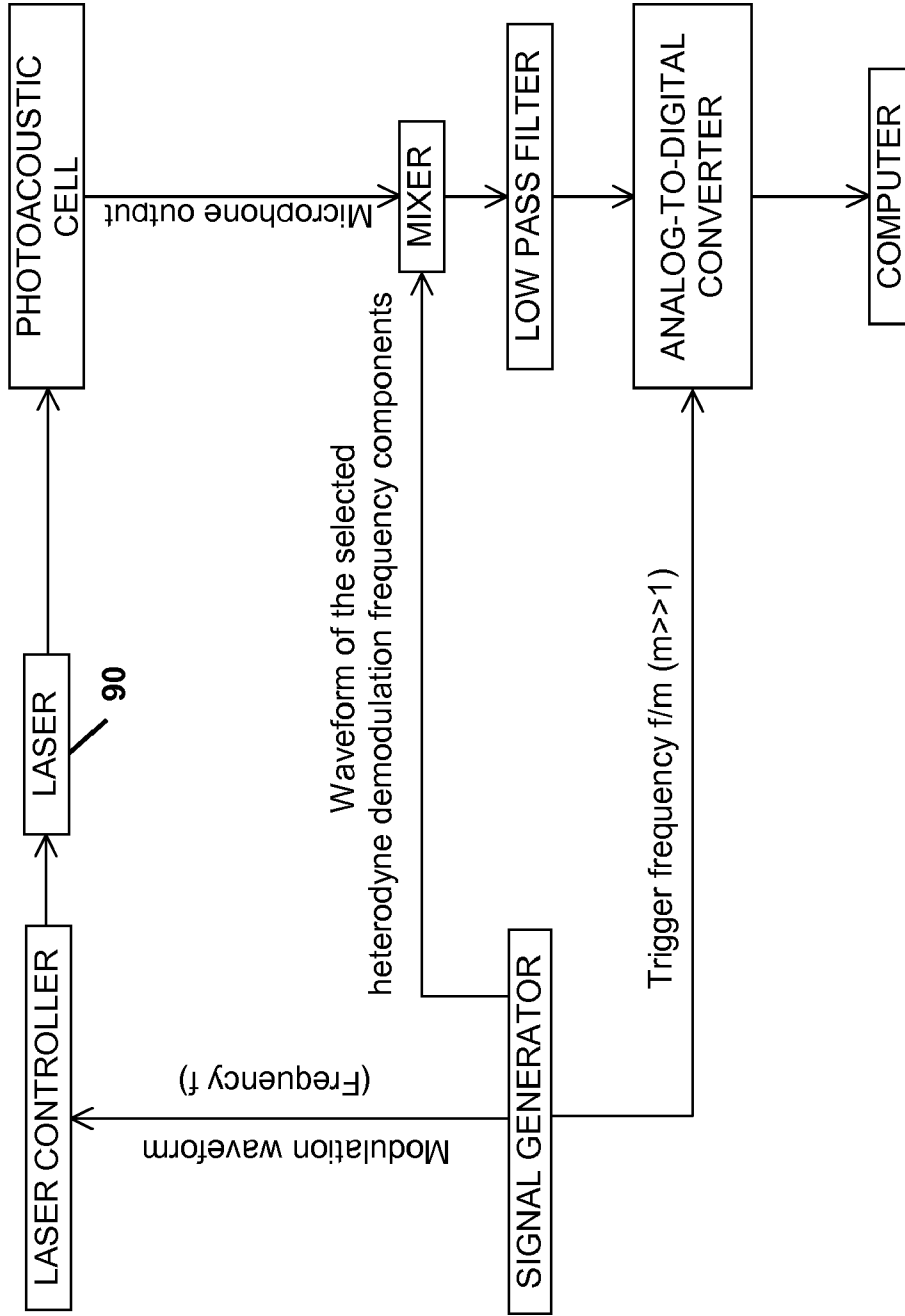 LASER CONTROLLER
LASER
90
PHOTOACOUSTIC
CELL
Modulation waveform
(Frequency f)
Microphone output
Waveform of the selected
heterodyne demodulation frequency components
MIXER
SIGNAL GENERATOR
LOW PASS FILTER
Trigger frequency f/m (m>>1)
ANALOG-TO-DIGITAL
CONVERTER
COMPUTER